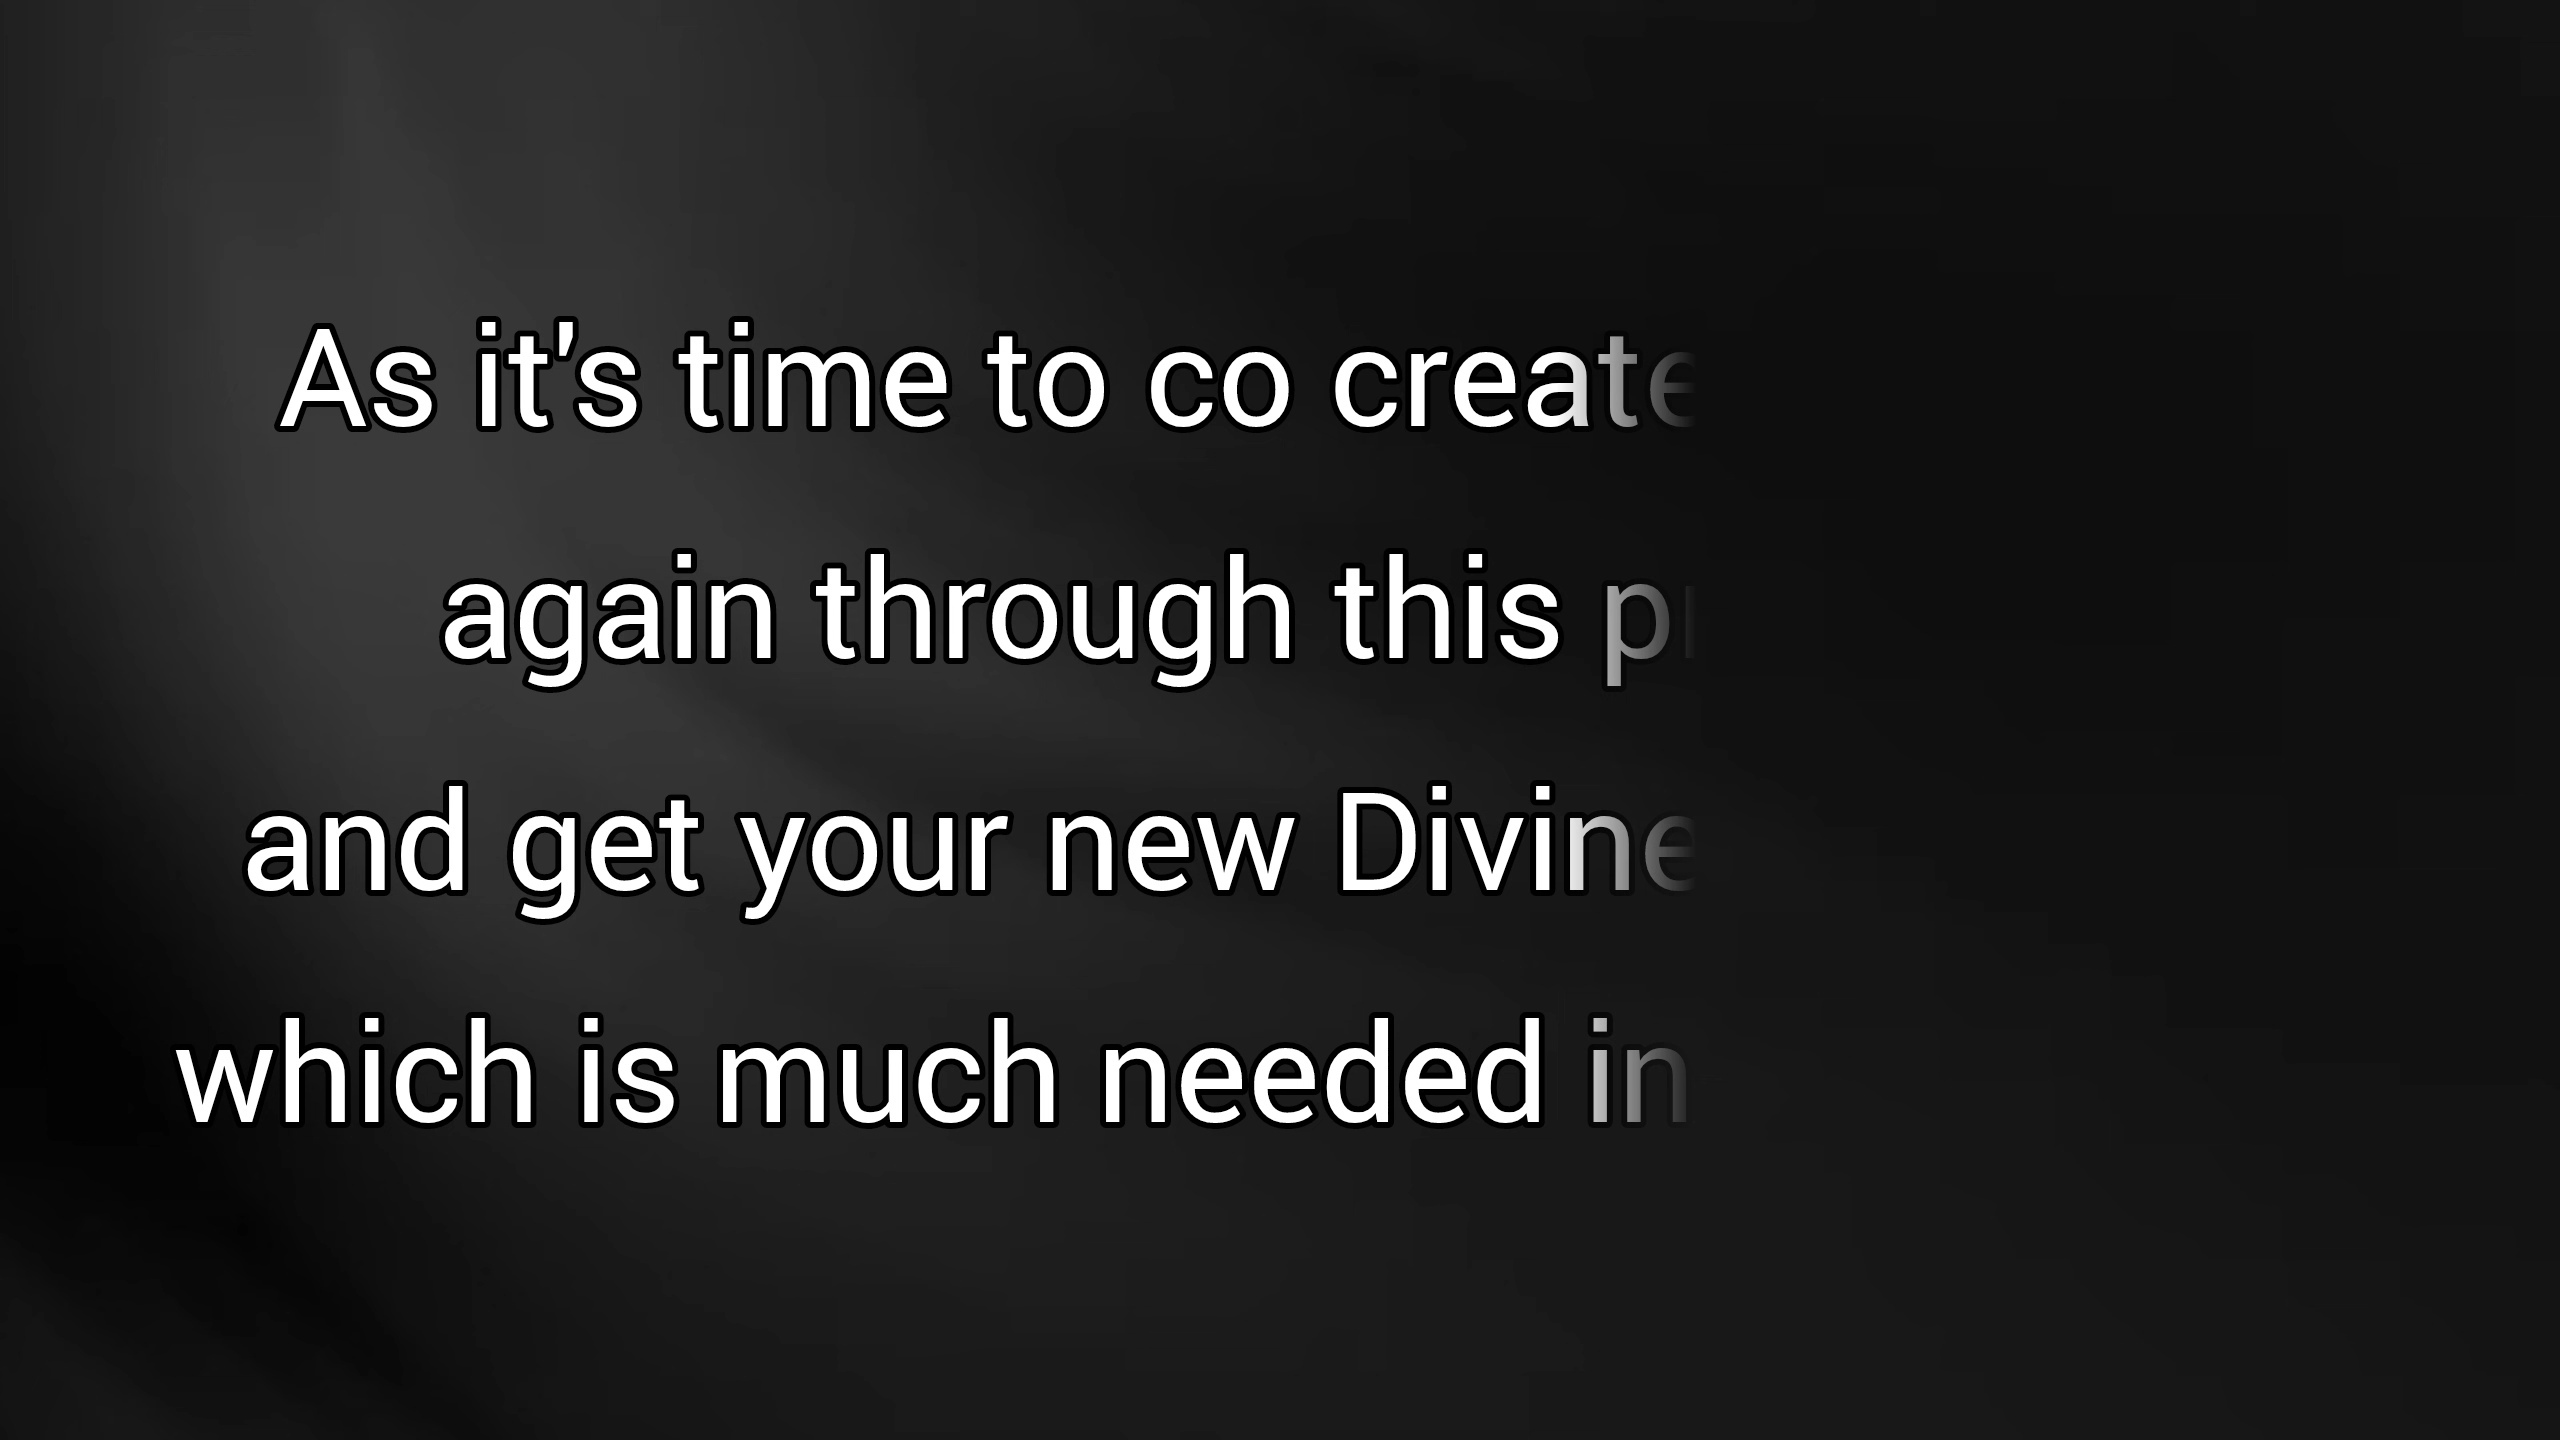 As it's time to co create
again through this
and get your new Divine
which is much needed in